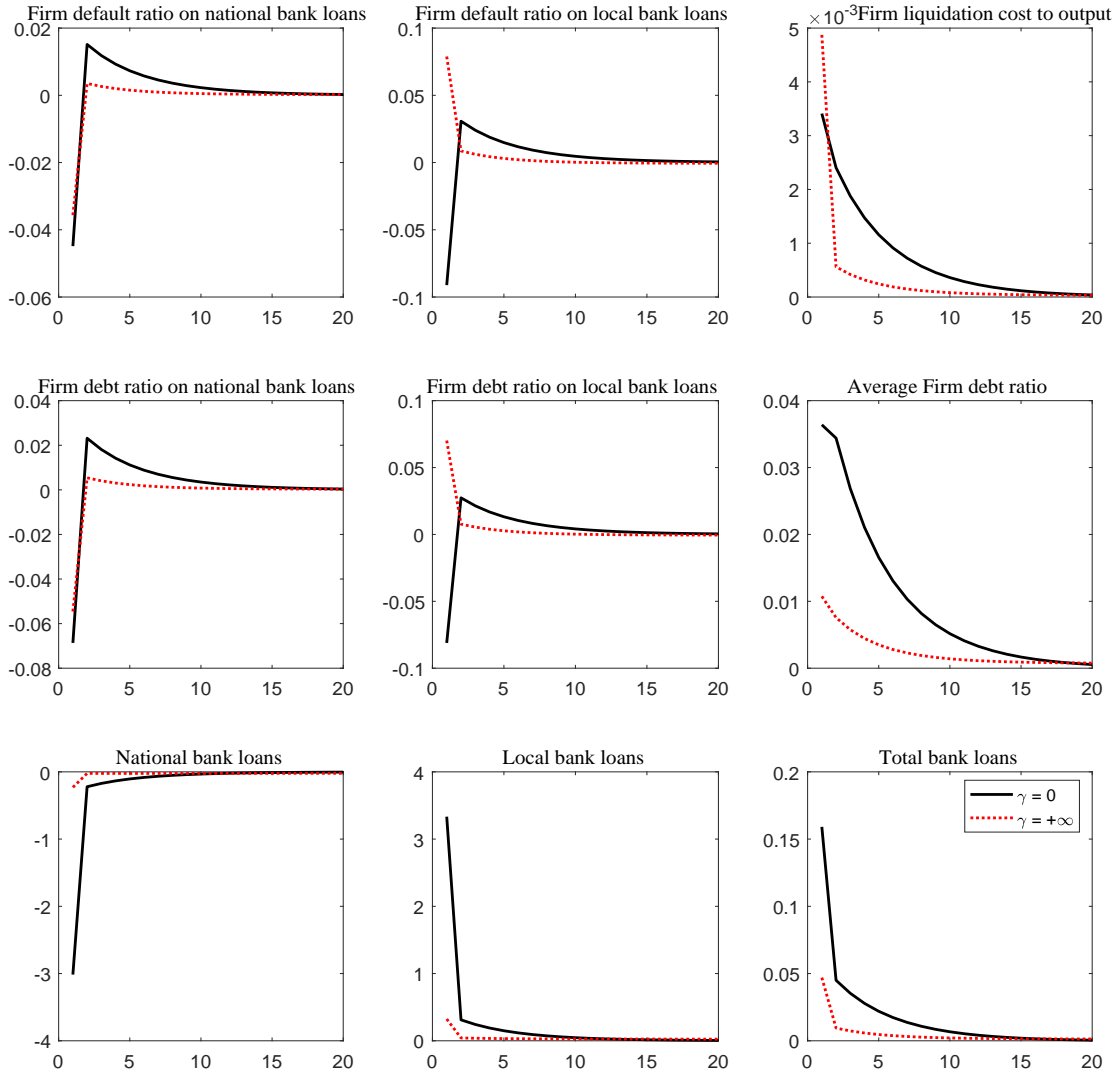 Firm default ratio on national bank loans
0.02
0
-0.02
-0.04
-0.06
0 5 10 15 20
Firm default ratio on local bank loans
0.1
0.05
0
-0.05
-0.1
0 5 10 15 20
×10⁻³ Firm liquidation cost to output
5
4
3
2
1
0
0 5 10 15 20
Firm debt ratio on national bank loans
0.04
0.02
0
-0.02
-0.04
-0.06
-0.08
0 5 10 15 20
Firm debt ratio on local bank loans
0.1
0.05
0
-0.05
-0.1
0 5 10 15 20
Average Firm debt ratio
0.04
0.03
0.02
0.01
0
0 5 10 15 20
National bank loans
0
-1
-2
-3
-4
0 5 10 15 20
Local bank loans
4
3
2
1
0
0 5 10 15 20
Total bank loans
0.2
0.15
0.1
0.05
0
0 5 10 15 20
γ = 0
γ = +∞